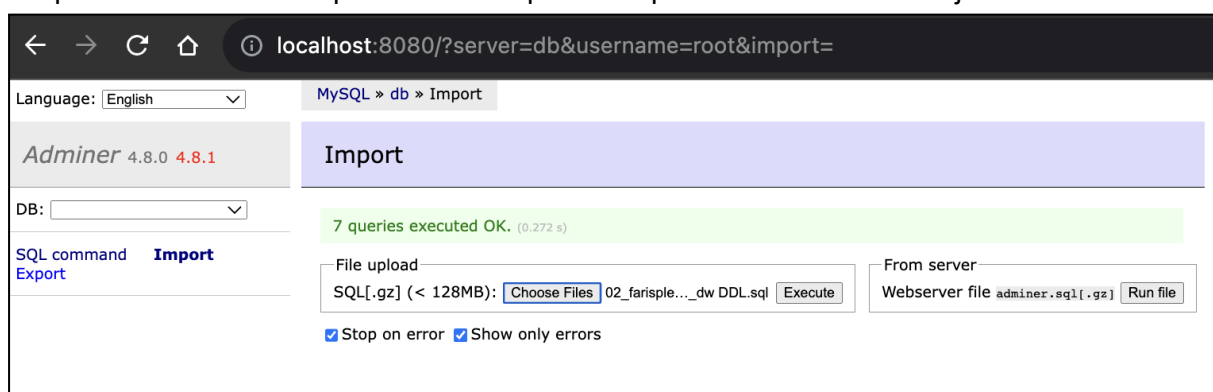 localhost:8080/?server=db&username=root&import=
Language: English
MySQL » db » Import
Adminer 4.8.0 4.8.1
Import
DB:
7 queries executed OK. (0.272 s)
SQL command Import
Export
File upload
SQL[.gz] (< 128MB): Choose Files 02_farisple..._dw DDL.sql Execute
From server
Webserver file adminer.sql[.gz] Run file
Stop on error Show only errors